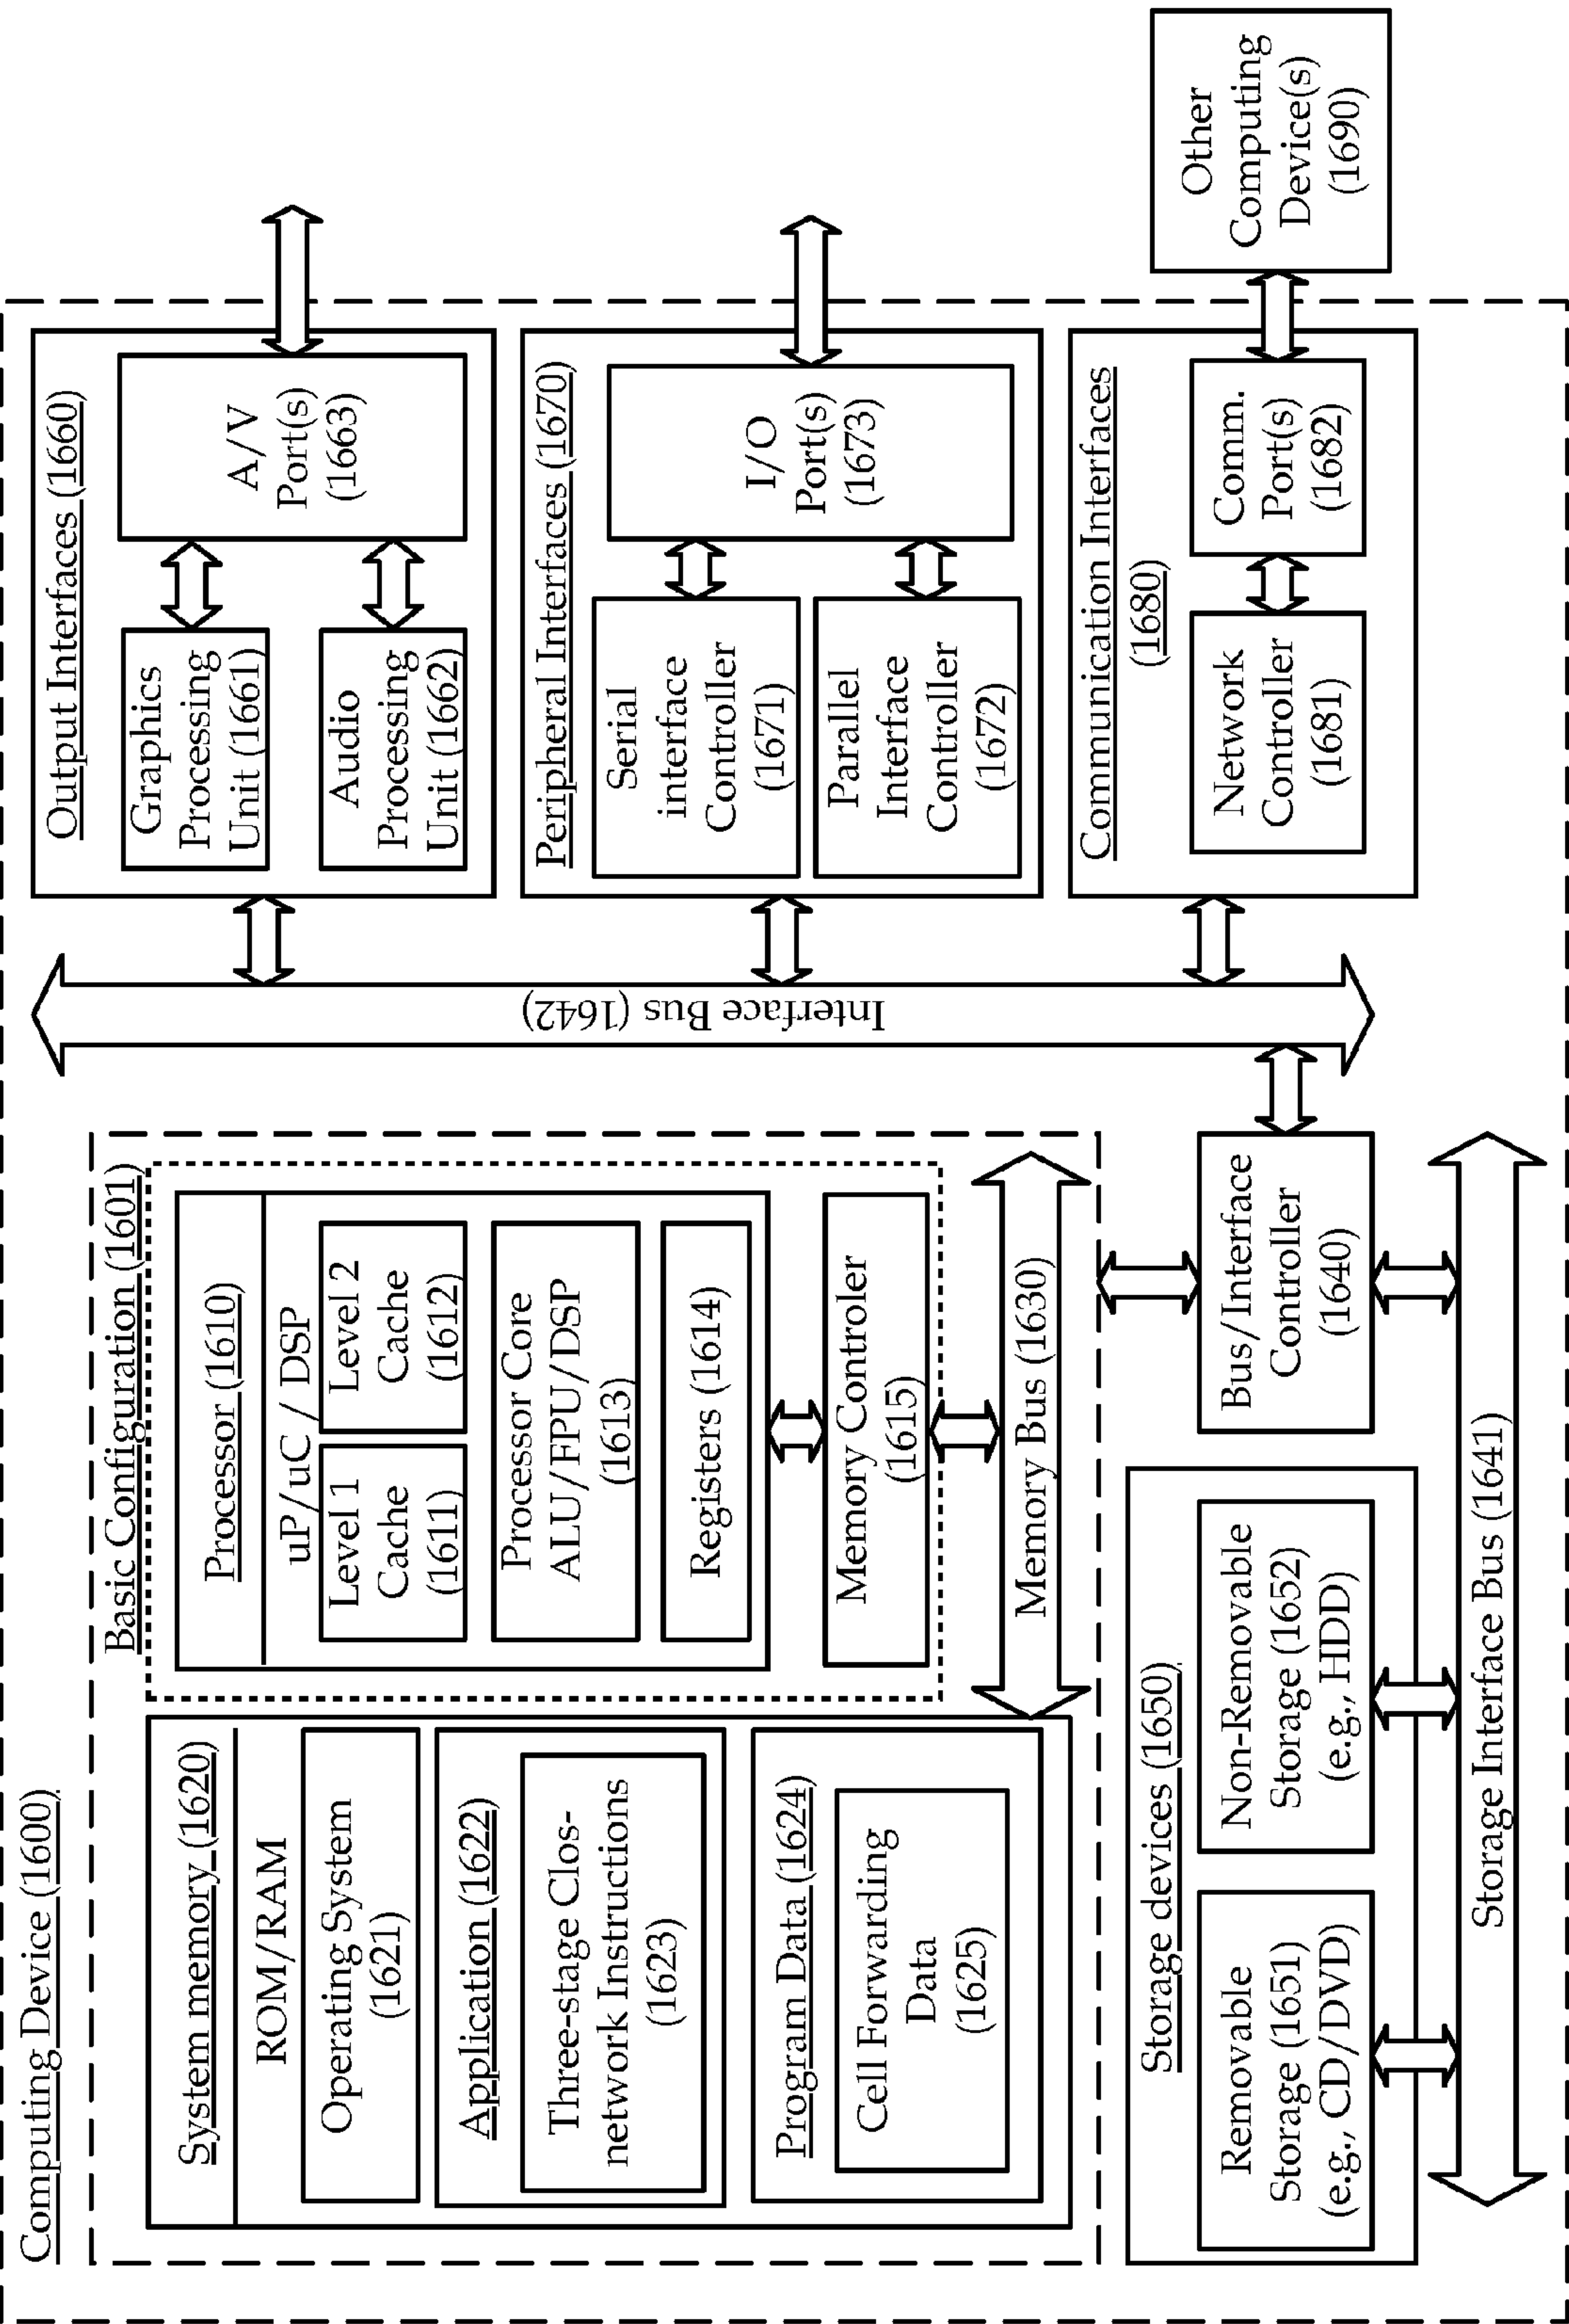 Computing Device (1600)
Basic Configuration (1601)
System memory (1620)
ROM/RAM
Operating System
(1621)
Application (1622)
Three-stage Clos-
network Instructions
(1623)
Program Data (1624)
Cell Forwarding
Data
(1625)
Processor (1610)
uP/uC / DSP
Level 1
Cache
(1611)
Level 2
Cache
(1612)
Processor Core
ALU/FPU/DSP
(1613)
Registers (1614)
Memory Controler
(1615)
Memory Bus (1630)
Storage devices (1650)
Removable
Storage (1651)
(e.g., CD/DVD)
Non-Removable
Storage (1652)
(e.g., HDD)
Bus/Interface
Controller
(1640)
Storage Interface Bus (1641)
Interface Bus (1642)
Output Interfaces (1660)
Graphics
Processing
Unit (1661)
Audio
Processing
Unit (1662)
A/V
Port(s)
(1663)
Peripheral Interfaces (1670)
Serial
interface
Controller
(1671)
Parallel
Interface
Controller
(1672)
I/O
Port(s)
(1673)
Communication Interfaces
(1680)
Network
Controller
(1681)
Comm.
Port(s)
(1682)
Other
Computing
Device(s)
(1690)